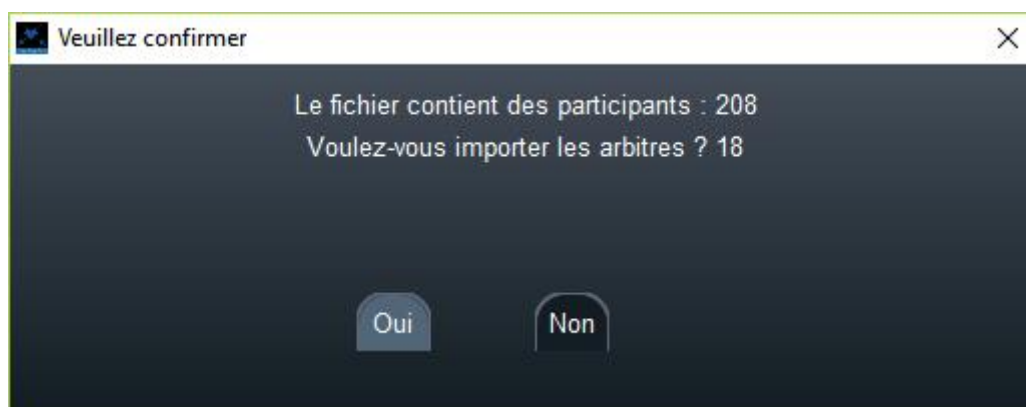 Veuillez confirmer
Le fichier contient des participants : 208
Voulez-vous importer les arbitres ? 18
Oui
Non